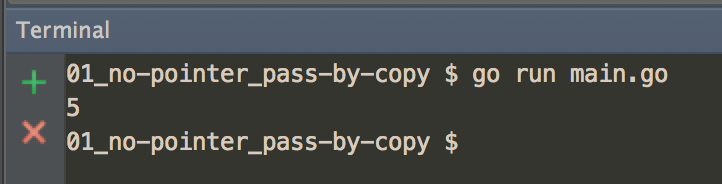 Terminal
01_no-pointer_pass-by-copy $ go run main.go
5
01_no-pointer_pass-by-copy $